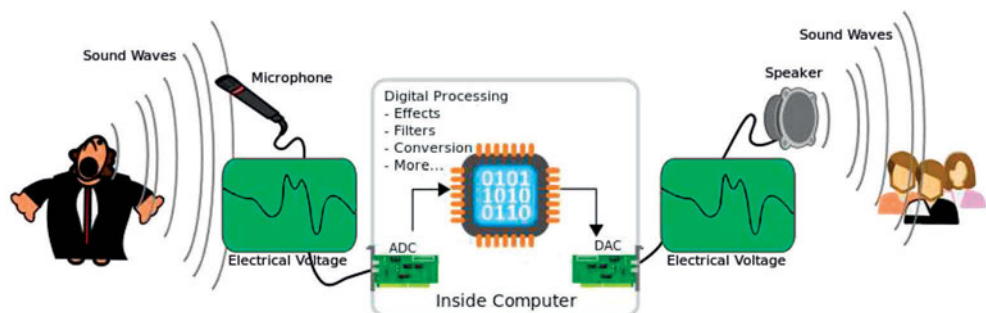 Sound Waves
Microphone
Digital Processing
- Effects
- Filters
- Conversion
- More...
0101
1010
0110
ADC
DAC
Electrical Voltage
Inside Computer
Sound Waves
Speaker
Electrical Voltage